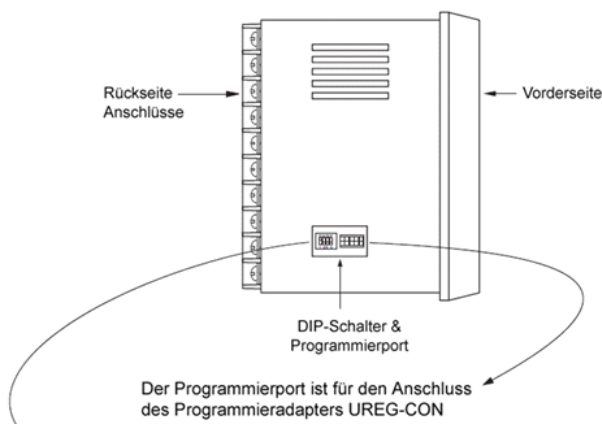 Rückseite
Anschlüsse
Vorderseite
DIP-Schalter &
Programmierport
Der Programmierport ist für den Anschluss
des Programmieradapters UREG-CON